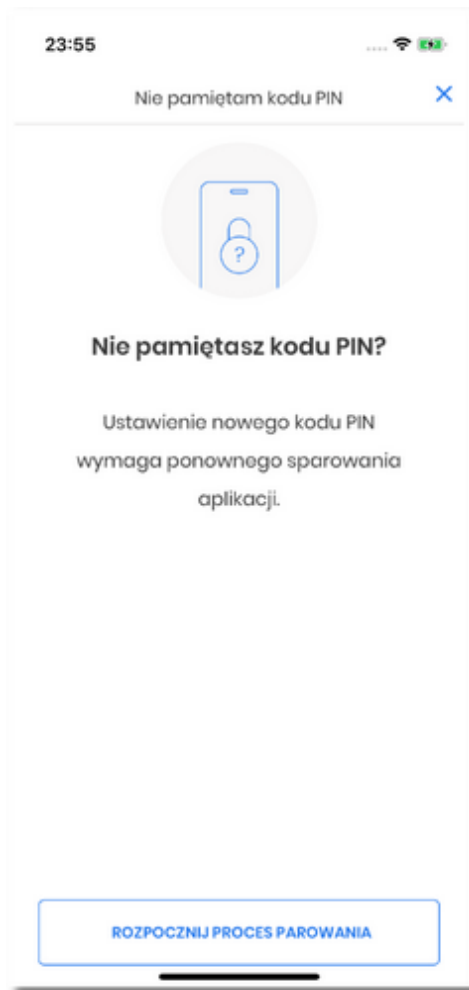 23:55
Nie pamiętam kodu PIN
?
Nie pamiętasz kodu PIN?
Ustawienie nowego kodu PIN
wymaga ponownego sparowania
aplikacji.
ROZPOCZNIJ PROCES PAROWANIA